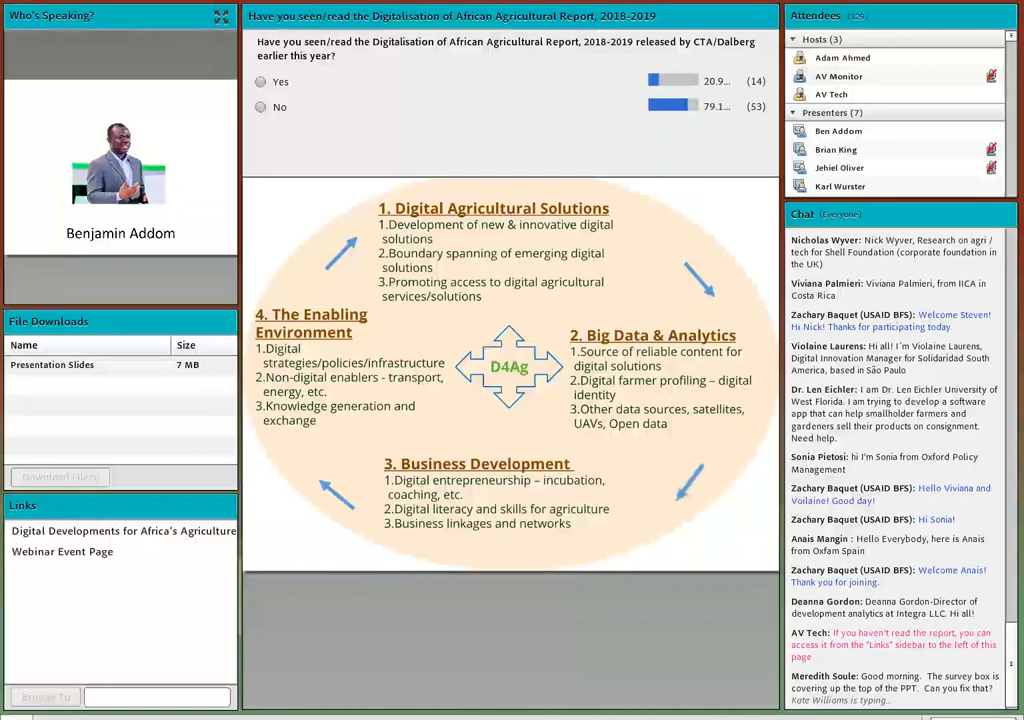 Who's Speaking?
Benjamin Addom
File Downloads
Name Size
Presentation Slides 7 MB
Download File(s)
Links
Digital Developments for Africa's Agriculture
Webinar Event Page
Browse To
Have you seen/read the Digitalisation of African Agricultural Report, 2018-2019
Have you seen/read the Digitalisation of African Agricultural Report, 2018-2019 released by CTA/Dalberg
earlier this year?
Yes 20.9... (14)
No 79.1... (53)
1. Digital Agricultural Solutions
1.Development of new & innovative digital
solutions
2.Boundary spanning of emerging digital
solutions
3.Promoting access to digital agricultural
services/solutions
4. The Enabling
Environment
1.Digital
strategies/policies/infrastructure
2.Non-digital enablers - transport,
energy, etc.
3.Knowledge generation and
exchange
D4Ag
2. Big Data & Analytics
1.Source of reliable content for
digital solutions
2.Digital farmer profiling – digital
identity
3.Other data sources, satellites,
UAVs, Open data
3. Business Development
1.Digital entrepreneurship – incubation,
coaching, etc.
2.Digital literacy and skills for agriculture
3.Business linkages and networks
Attendees (129)
Hosts (3)
Adam Ahmed
AV Monitor
AV Tech
Presenters (7)
Ben Addom
Brian King
Jehiel Oliver
Karl Wurster
Chat (Everyone)
Nicholas Wyver: Nick Wyver, Research on agri /
tech for Shell Foundation (corporate foundation in
the UK)
Viviana Palmieri: Viviana Palmieri, from IICA in
Costa Rica
Zachary Baquet (USAID BFS): Welcome Steven!
Hi Nick! Thanks for participating today.
Violaine Laurens: Hi all! I´m Violaine Laurens,
Digital Innovation Manager for Solidaridad South
America, based in São Paulo
Dr. Len Eichler: I am Dr. Len Eichler University of
West Florida. I am trying to develop a software
app that can help smallholder farmers and
gardeners sell their products on consignment.
Need help.
Sonia Pietosi: hi I'm Sonia from Oxford Policy
Management
Zachary Baquet (USAID BFS): Hello Viviana and
Voilaine! Good day!
Zachary Baquet (USAID BFS): Hi Sonia!
Anais Mangin : Hello Everybody, here is Anais
from Oxfam Spain
Zachary Baquet (USAID BFS): Welcome Anais!
Thank you for joining.
Deanna Gordon: Deanna Gordon-Director of
development analytics at Integra LLC. Hi all!
AV Tech: If you haven't read the report, you can
access it from the "Links" sidebar to the left of this
page
Meredith Soule: Good morning. The survey box is
covering up the top of the PPT. Can you fix that?
Kate Williams is typing...